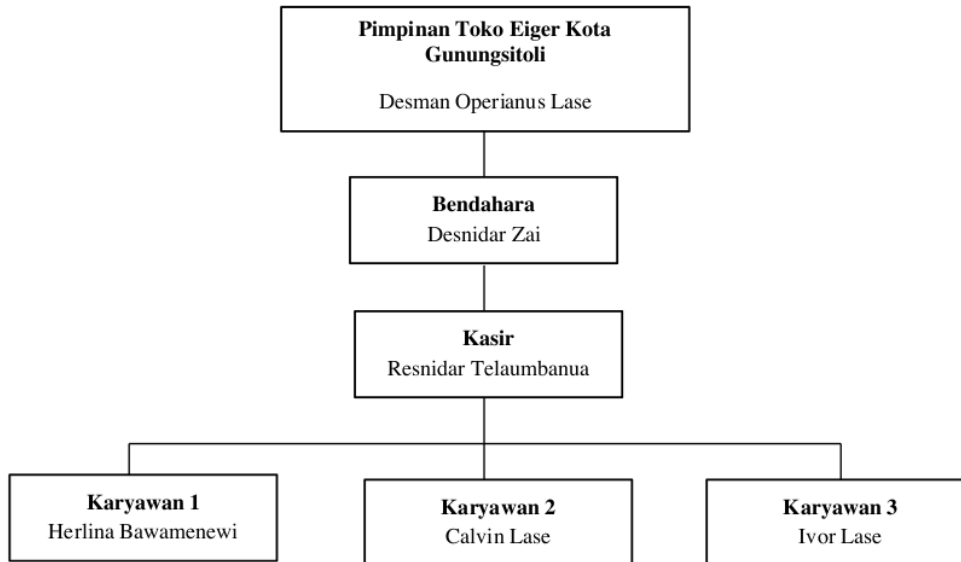 Pimpinan Toko Eiger Kota
Gunungsitoli
Desman Operianus Lase
Bendahara
Desnidar Zai
Kasir
Resnidar Telaumbanua
Karyawan 1
Herlina Bawamenewi
Karyawan 2
Calvin Lase
Karyawan 3
Ivor Lase